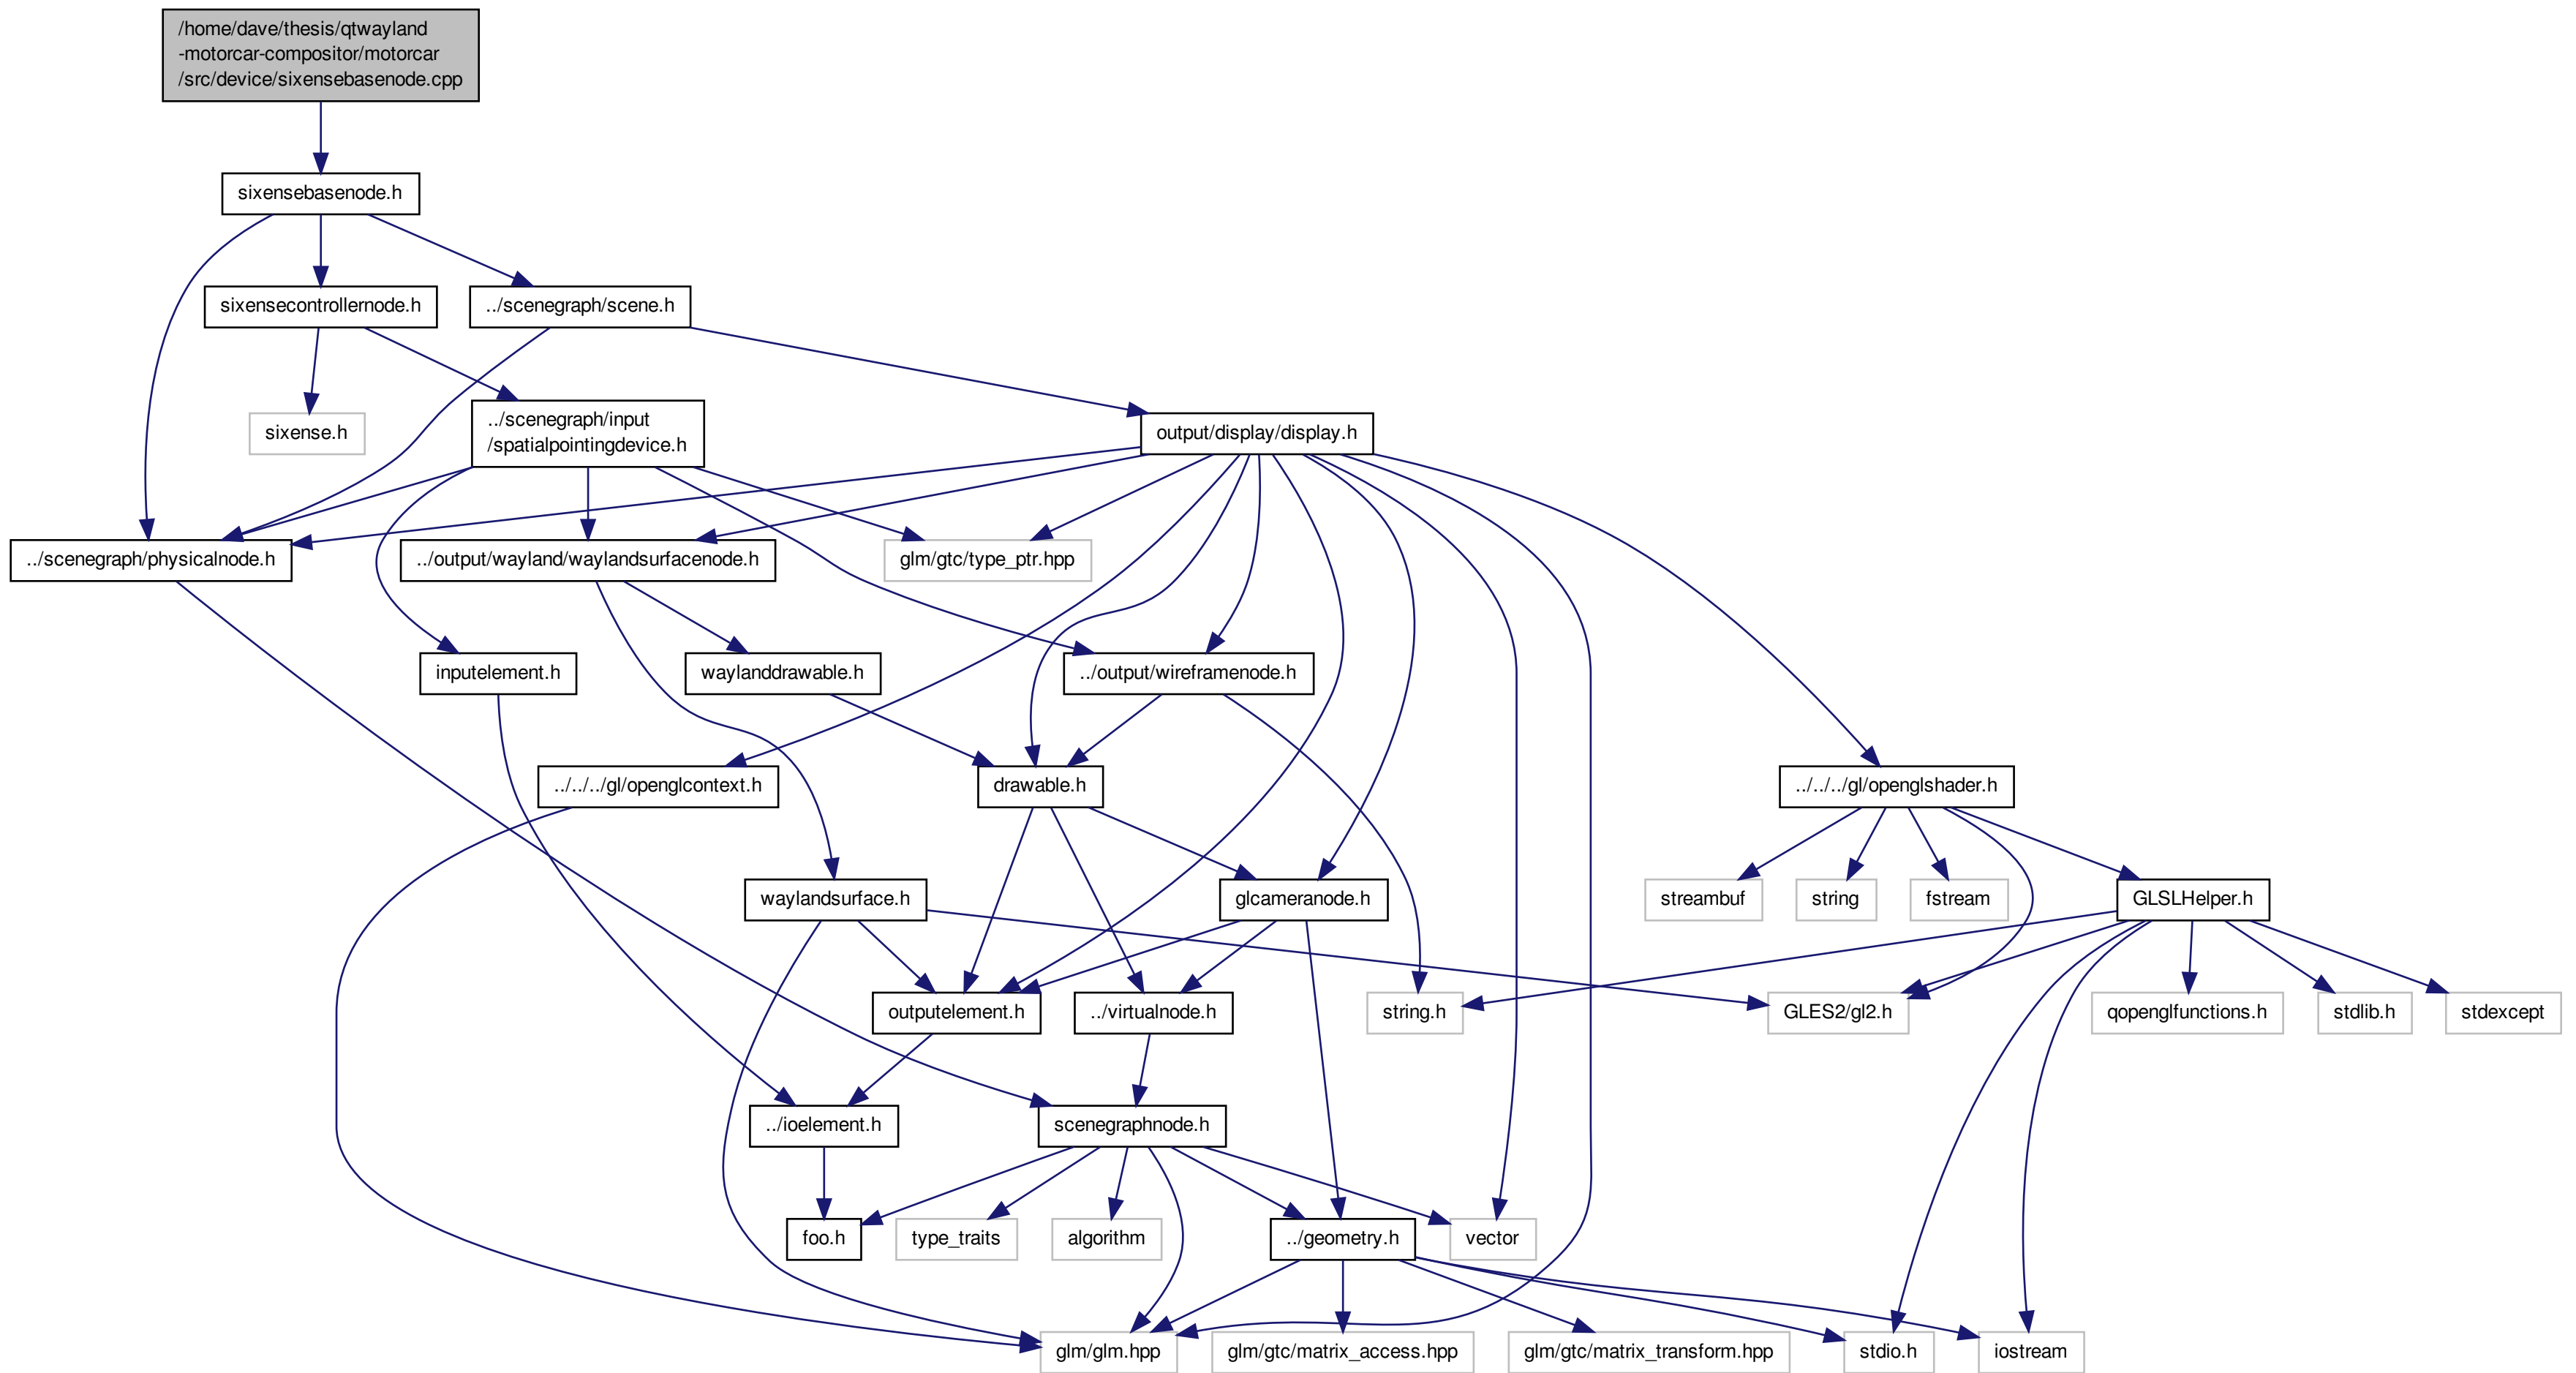 /home/dave/thesis/qtwayland
-motorcar-compositor/motorcar
/src/device/sixensebasenode.cpp
sixensebasenode.h
sixensecontrollernode.h
../scenegraph/scene.h
sixense.h
../scenegraph/input
/spatialpointingdevice.h
output/display/display.h
../scenegraph/physicalnode.h
../output/wayland/waylandsurfacenode.h
glm/gtc/type_ptr.hpp
inputelement.h
waylanddrawable.h
../output/wireframenode.h
../../../gl/openglcontext.h
drawable.h
../../../gl/openglshader.h
waylandsurface.h
glcameranode.h
streambuf
string
fstream
GLSLHelper.h
outputelement.h
../virtualnode.h
string.h
GLES2/gl2.h
qopenglfunctions.h
stdlib.h
stdexcept
../ioelement.h
scenegraphnode.h
foo.h
type_traits
algorithm
../geometry.h
vector
glm/glm.hpp
glm/gtc/matrix_access.hpp
glm/gtc/matrix_transform.hpp
stdio.h
iostream